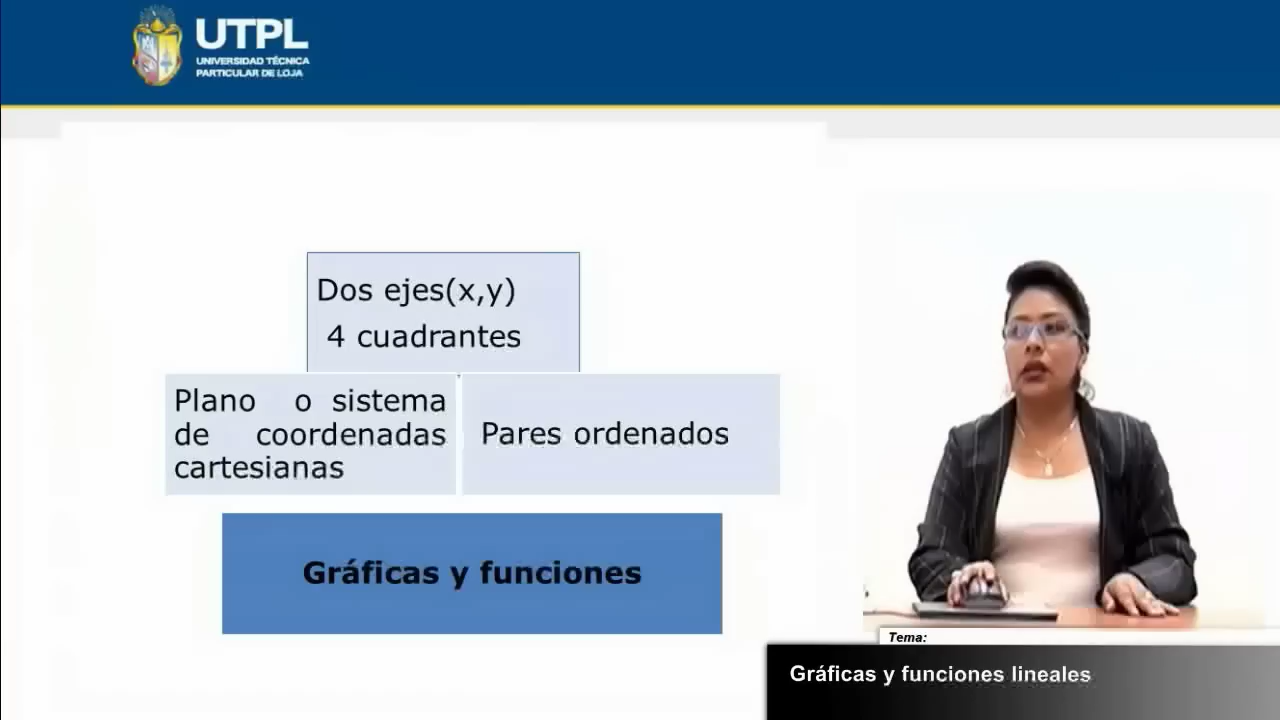 UTPL
UNIVERSIDAD TÉCNICA
PARTICULAR DE LOJA
Dos ejes(x,y)
4 cuadrantes
Plano o sistema
de coordenadas
cartesianas
Pares ordenados
Gráficas y funciones
Tema:
Gráficas y funciones lineales